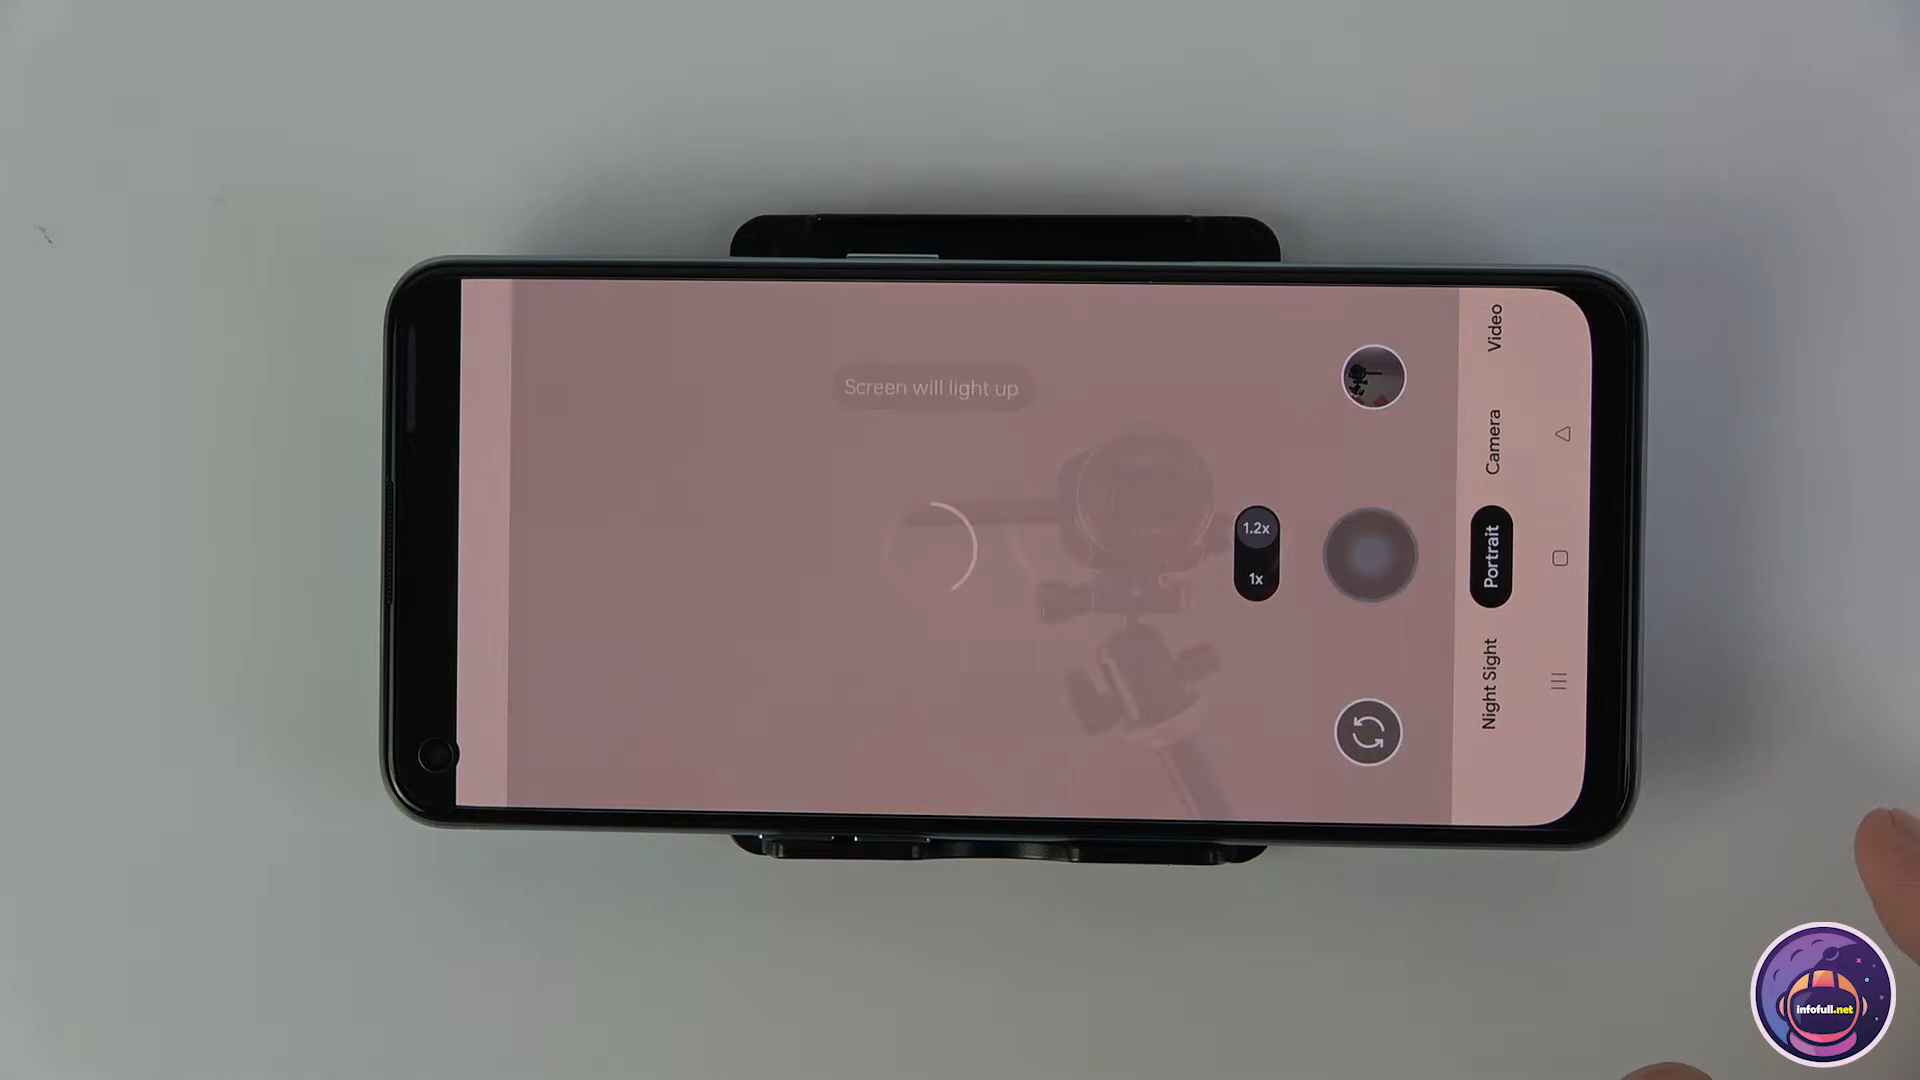 Screen will light up
1.2x
1x
Video
Camera
Portrait
Night Sight
infofull.net